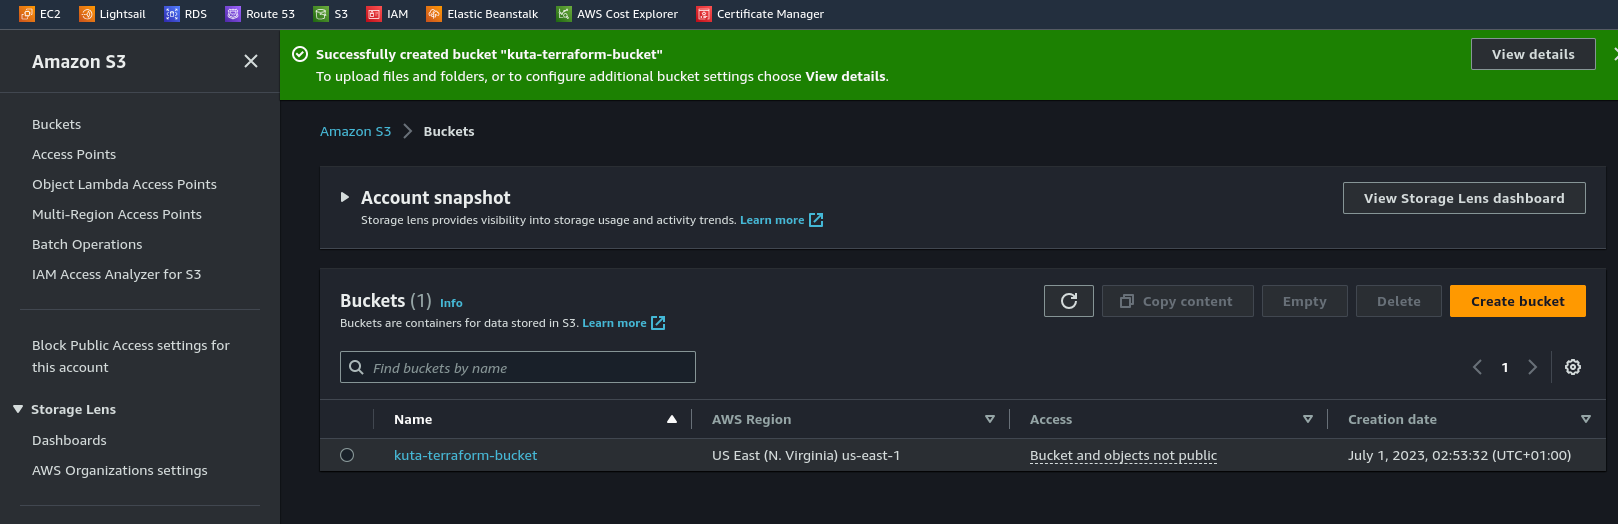 EC2 Lightsail RDS Route 53 S3 IAM Elastic Beanstalk AWS Cost Explorer Certificate Manager
Amazon S3
Buckets
Access Points
Object Lambda Access Points
Multi-Region Access Points
Batch Operations
IAM Access Analyzer for S3
Block Public Access settings for
this account
Storage Lens
Dashboards
AWS Organizations settings
Successfully created bucket "kuta-terraform-bucket"
To upload files and folders, or to configure additional bucket settings choose View details.
View details
Amazon S3 Buckets
Account snapshot
Storage lens provides visibility into storage usage and activity trends. Learn more
View Storage Lens dashboard
Buckets (1) Info
Buckets are containers for data stored in S3. Learn more
Copy content Empty Delete Create bucket
Find buckets by name
1
Name AWS Region Access Creation date
kuta-terraform-bucket US East (N. Virginia) us-east-1 Bucket and objects not public July 1, 2023, 02:53:32 (UTC+01:00)